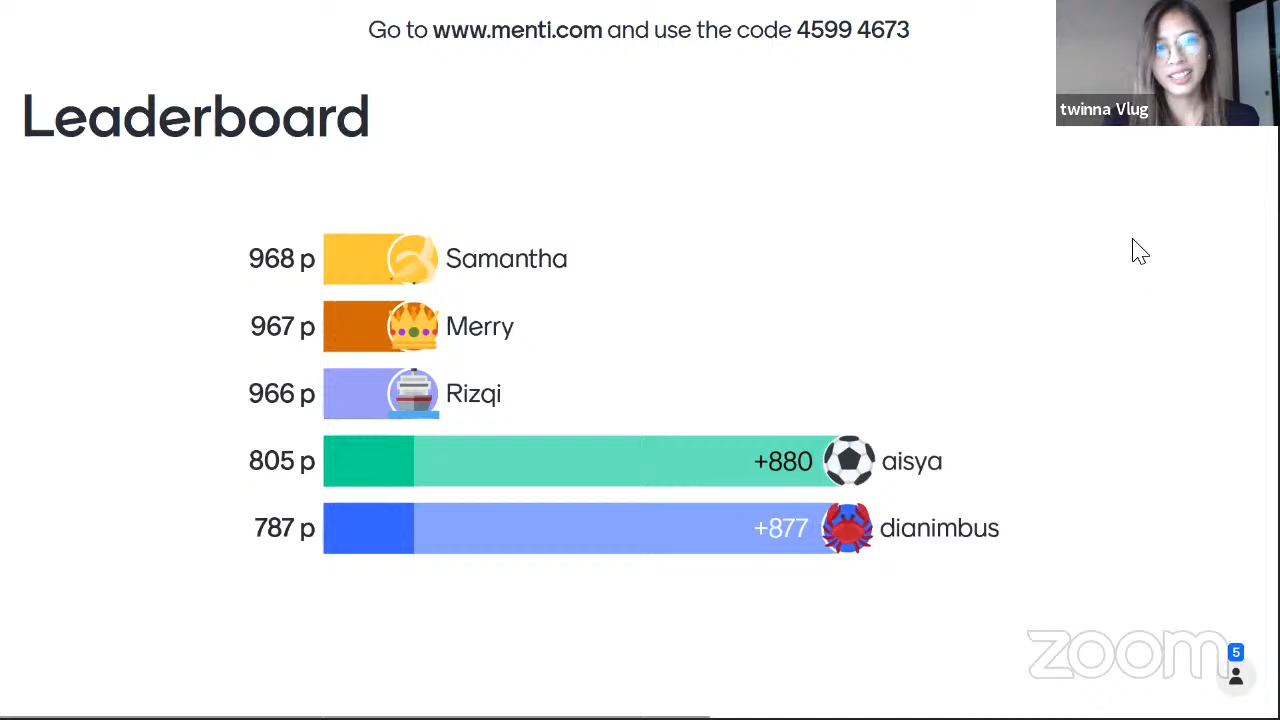 Go to www.menti.com and use the code 4599 4673
twinna Vlug
Leaderboard
968 p Samantha
967 p Merry
966 p Rizqi
805 p +880 aisya
787 p +877 dianimbus
zoom
5